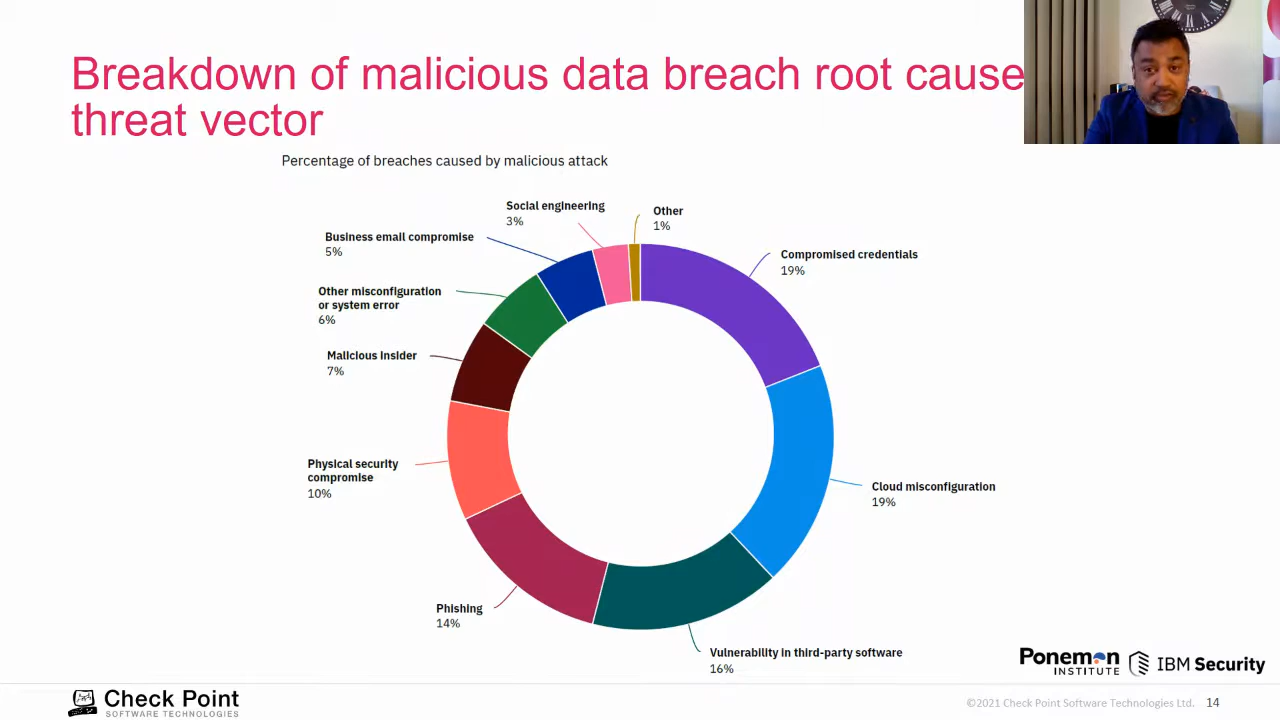 Breakdown of malicious data breach root cause
threat vector
Percentage of breaches caused by malicious attack
Social engineering
3%
Other
1%
Business email compromise
5%
Compromised credentials
19%
Other misconfiguration
or system error
6%
Malicious insider
7%
Physical security
compromise
10%
Cloud misconfiguration
19%
Phishing
14%
Vulnerability in third-party software
16%
Ponemon
INSTITUTE
IBM Security
Check Point
SOFTWARE TECHNOLOGIES
©2021 Check Point Software Technologies Ltd.
14